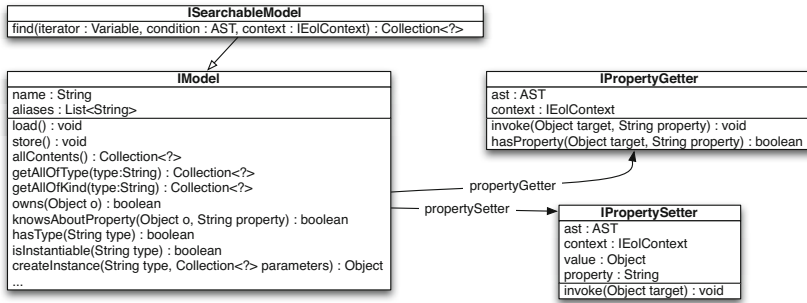 ISearchableModel
find(iterator : Variable, condition : AST, context : IEolContext) : Collection<?>
IModel
name : String
aliases : List<String>
load() : void
store() : void
allContents() : Collection<?>
getAllOfType(type:String) : Collection<?>
getAllOfKind(type:String) : Collection<?>
owns(Object o) : boolean
knowsAboutProperty(Object o, String property) : boolean
hasType(String type) : boolean
isInstantiable(String type) : boolean
createInstance(String type, Collection<?> parameters) : Object
...
propertyGetter
propertySetter
IPropertyGetter
ast : AST
context : IEolContext
invoke(Object target, String property) : void
hasProperty(Object target, String property) : boolean
IPropertySetter
ast : AST
context : IEolContext
value : Object
property : String
invoke(Object target) : void